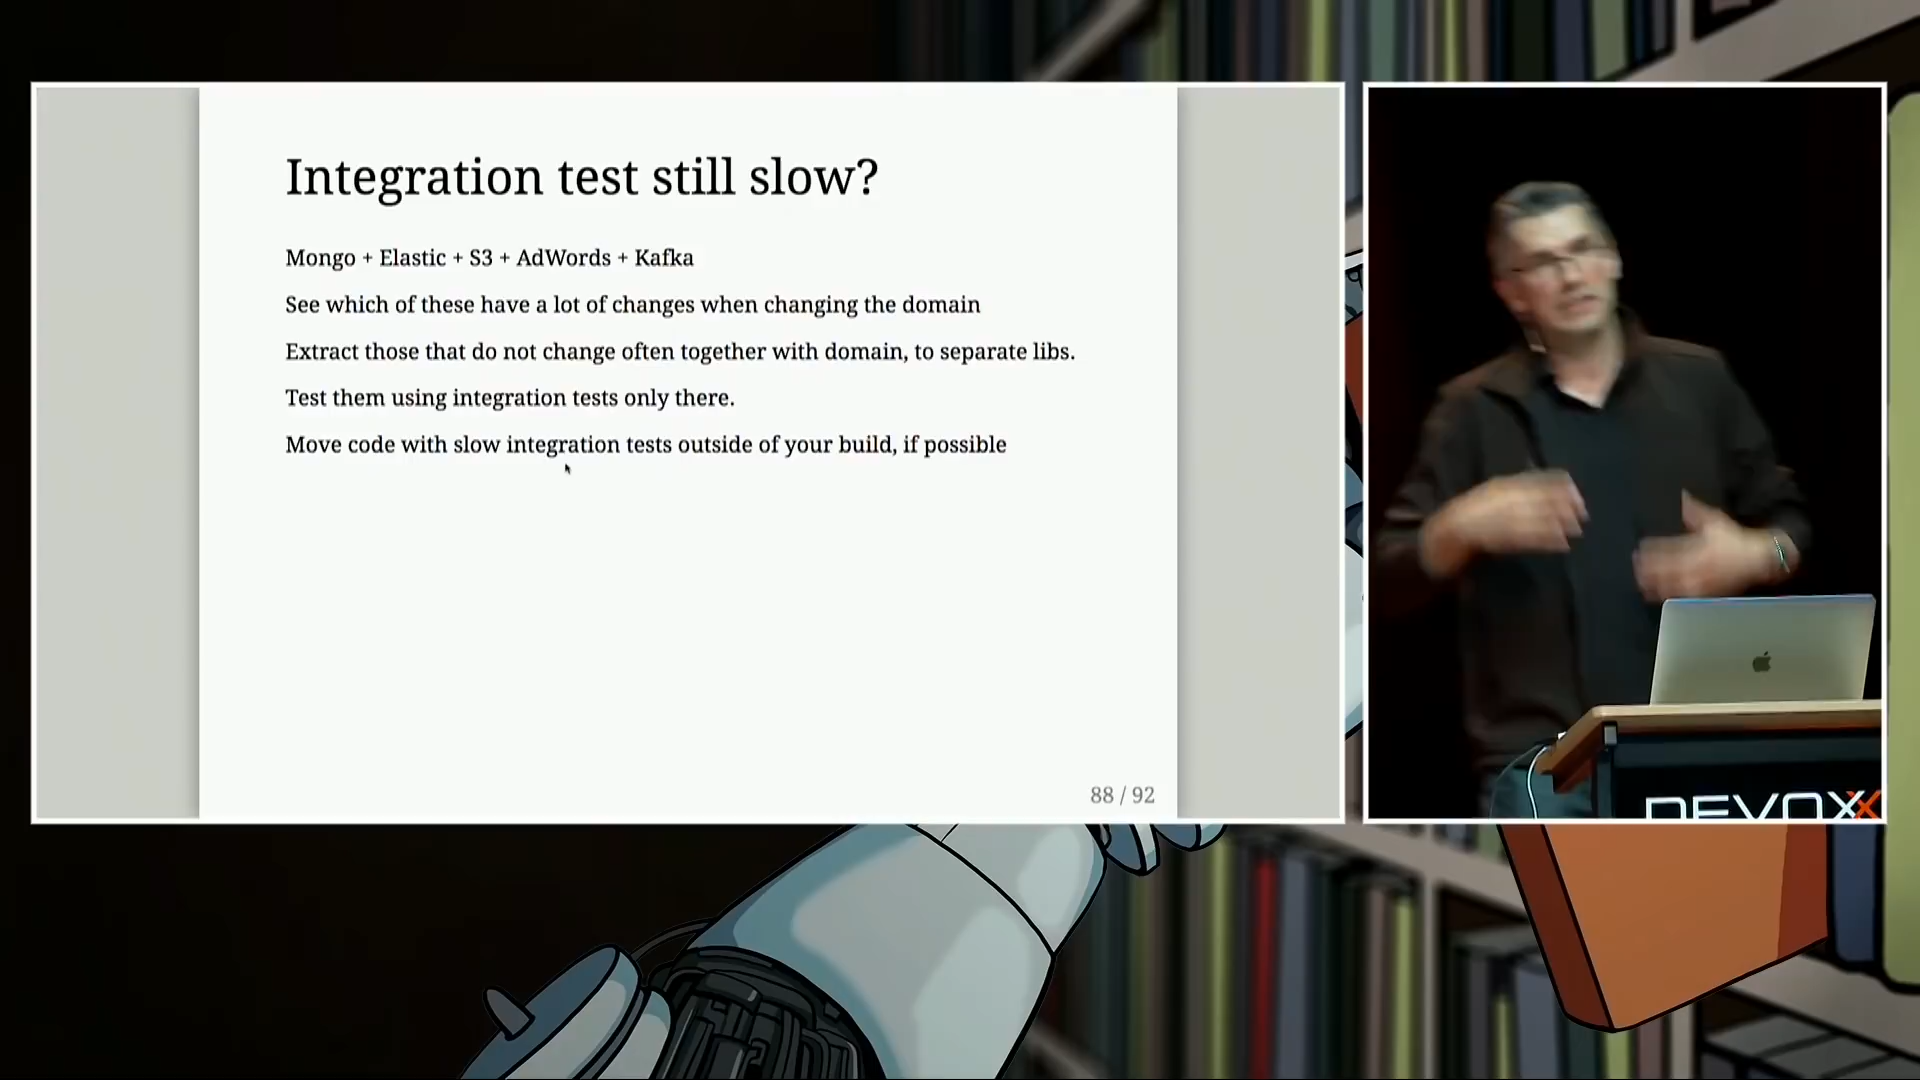 Integration test still slow?
Mongo + Elastic + S3 + AdWords + Kafka
See which of these have a lot of changes when changing the domain
Extract those that do not change often together with domain, to separate libs.
Test them using integration tests only there.
Move code with slow integration tests outside of your build, if possible
88 / 92
DEVOXX